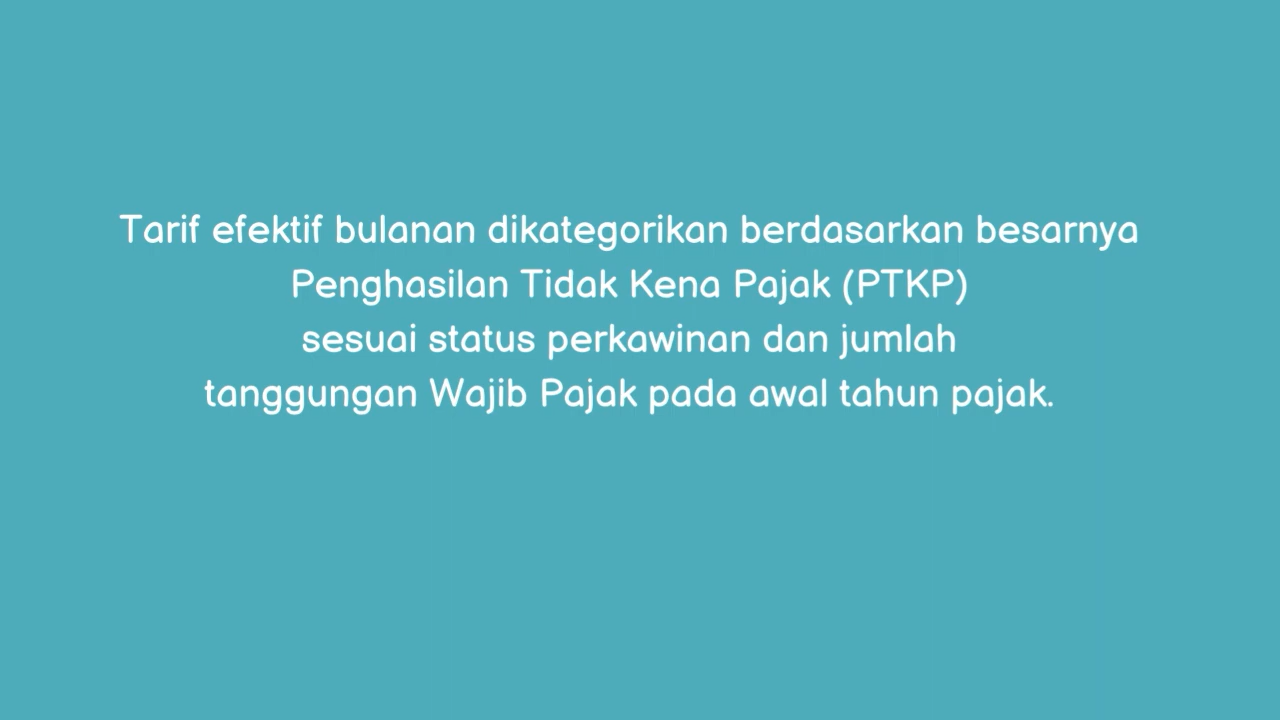 Tarif efektif bulanan dikategorikan berdasarkan besarnya
Penghasilan Tidak Kena Pajak (PTKP)
sesuai status perkawinan dan jumlah
tanggungan Wajib Pajak pada awal tahun pajak.